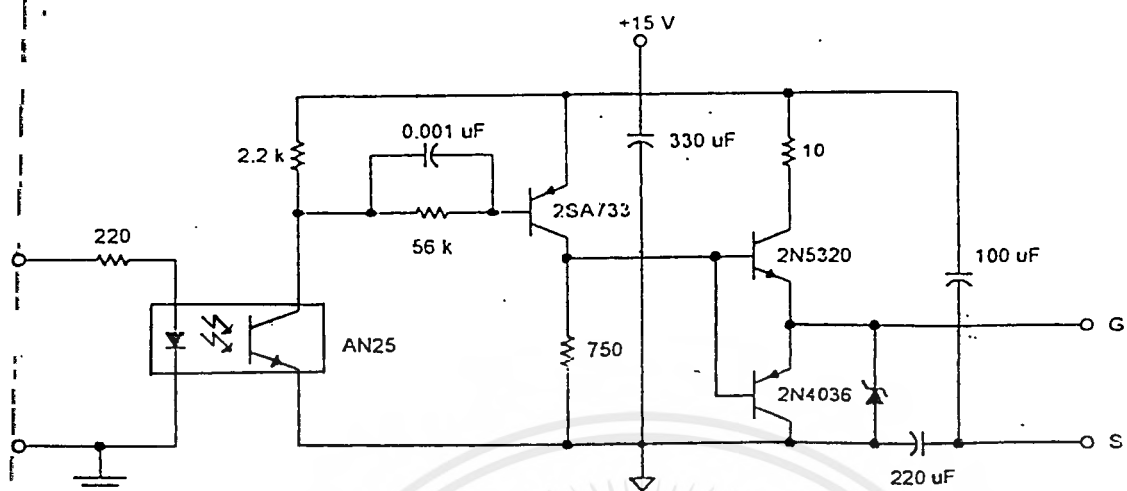 +15 V
0.001 uF
2.2 k
330 uF
10
2SA733
56 k
220
2N5320
100 uF
G
AN25
750
2N4036
S
220 uF